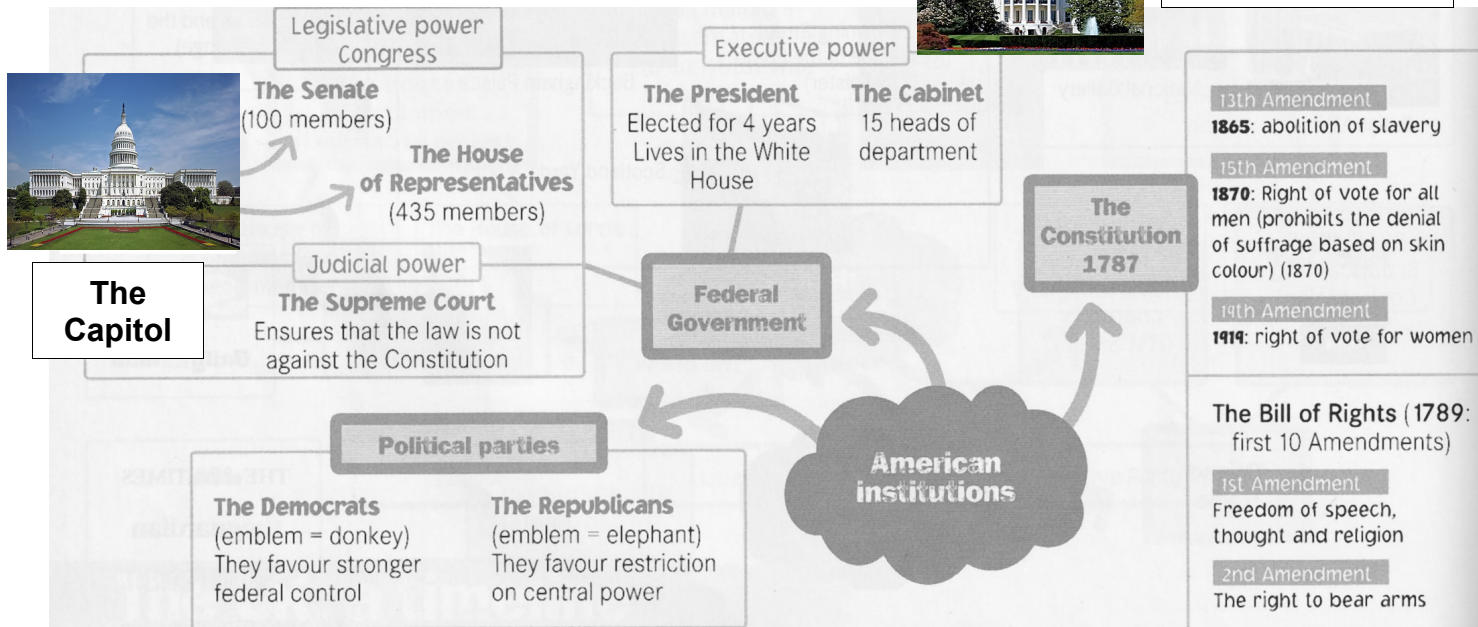 Legislative power
Congress
The Senate
(100 members)
The House
of Representatives
(435 members)
Judicial power
The Supreme Court
Ensures that the law is not
against the Constitution
The
Capitol
Executive power
The President
Elected for 4 years
Lives in the White
House
The Cabinet
15 heads of
department
Federal
Government
The
Constitution
1787
13th Amendment
1865: abolition of slavery
15th Amendment
1870: Right of vote for all
men (prohibits the denial
of suffrage based on skin
colour) (1870)
19th Amendment
1919: right of vote for women
The Bill of Rights (1789:
first 10 Amendments)
1st Amendment
Freedom of speech,
thought and religion
2nd Amendment
The right to bear arms
American
institutions
Political parties
The Democrats
(emblem = donkey)
They favour stronger
federal control
The Republicans
(emblem = elephant)
They favour restriction
on central power